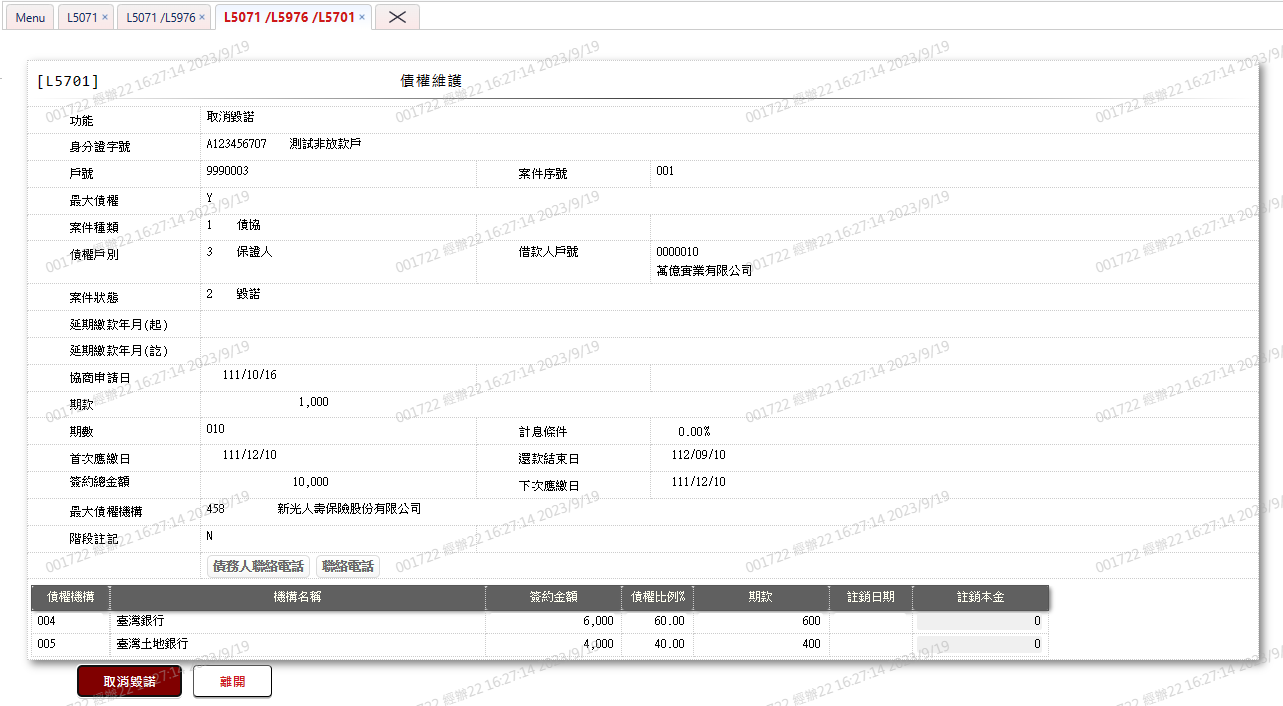 Menu L5071 × L5071 /L5976 × L5071 /L5976 /L5701 ×
[L5701] 債權維護
功能 取消毀諾
身分證字號 A123456707 測試非放款戶
戶號 9990003 案件序號 001
最大債權 Y
案件種類 1 債協
債權戶別 3 保證人 借款人戶號 0000010
萬億實業有限公司
案件狀態 2 毀諾
延期繳款年月(起)
延期繳款年月(訖)
協商申請日 111/10/16
期款 1,000
期數 010 計息條件 0.00%
首次應繳日 111/12/10 還款結束日 112/09/10
簽約總金額 10,000 下次應繳日 111/12/10
最大債權機構 458 新光人壽保險股份有限公司
階段註記 N
債務人聯絡電話 聯絡電話
債權機構 機構名稱 簽約金額 債權比例% 期款 註銷日期 註銷本金
004 臺灣銀行 6,000 60.00 600 0
005 臺灣土地銀行 4,000 40.00 400 0
取消毀諾 離開
001722 經辦22 16:27:14 2023/9/19